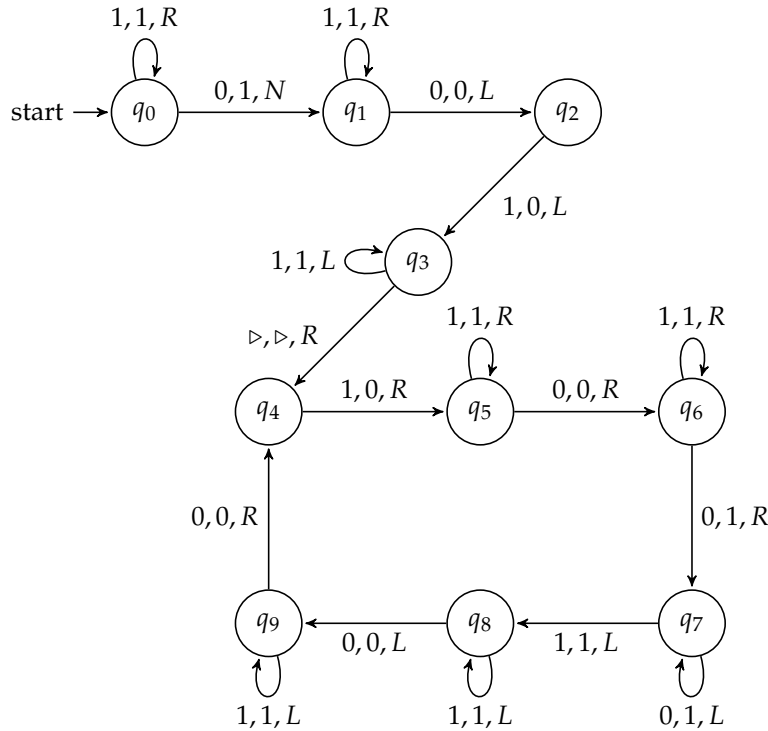 1, 1, R 1, 1, R
start q0 0, 1, N q1 0, 0, L q2
1, 0, L
1, 1, L q3
▷, ▷, R 1, 1, R 1, 1, R
q4 1, 0, R q5 0, 0, R q6
0, 0, R 0, 1, R
q9 0, 0, L q8 1, 1, L q7
1, 1, L 1, 1, L 0, 1, L